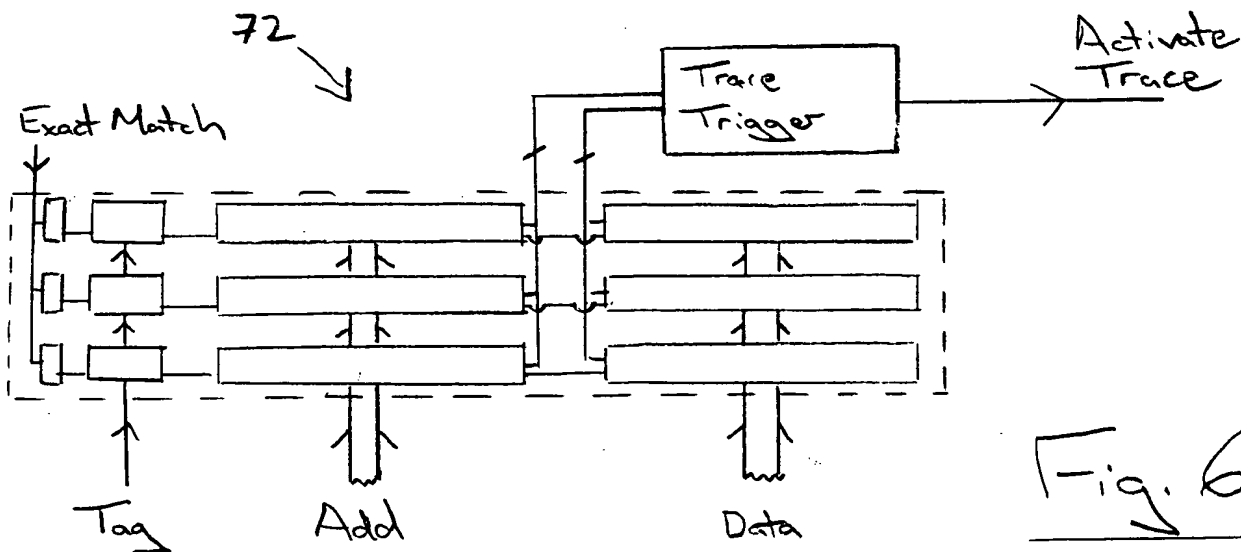 72
Activate
Trace
Trace
Trigger
Exact Match
Tag
Add
Data
Fig. 6